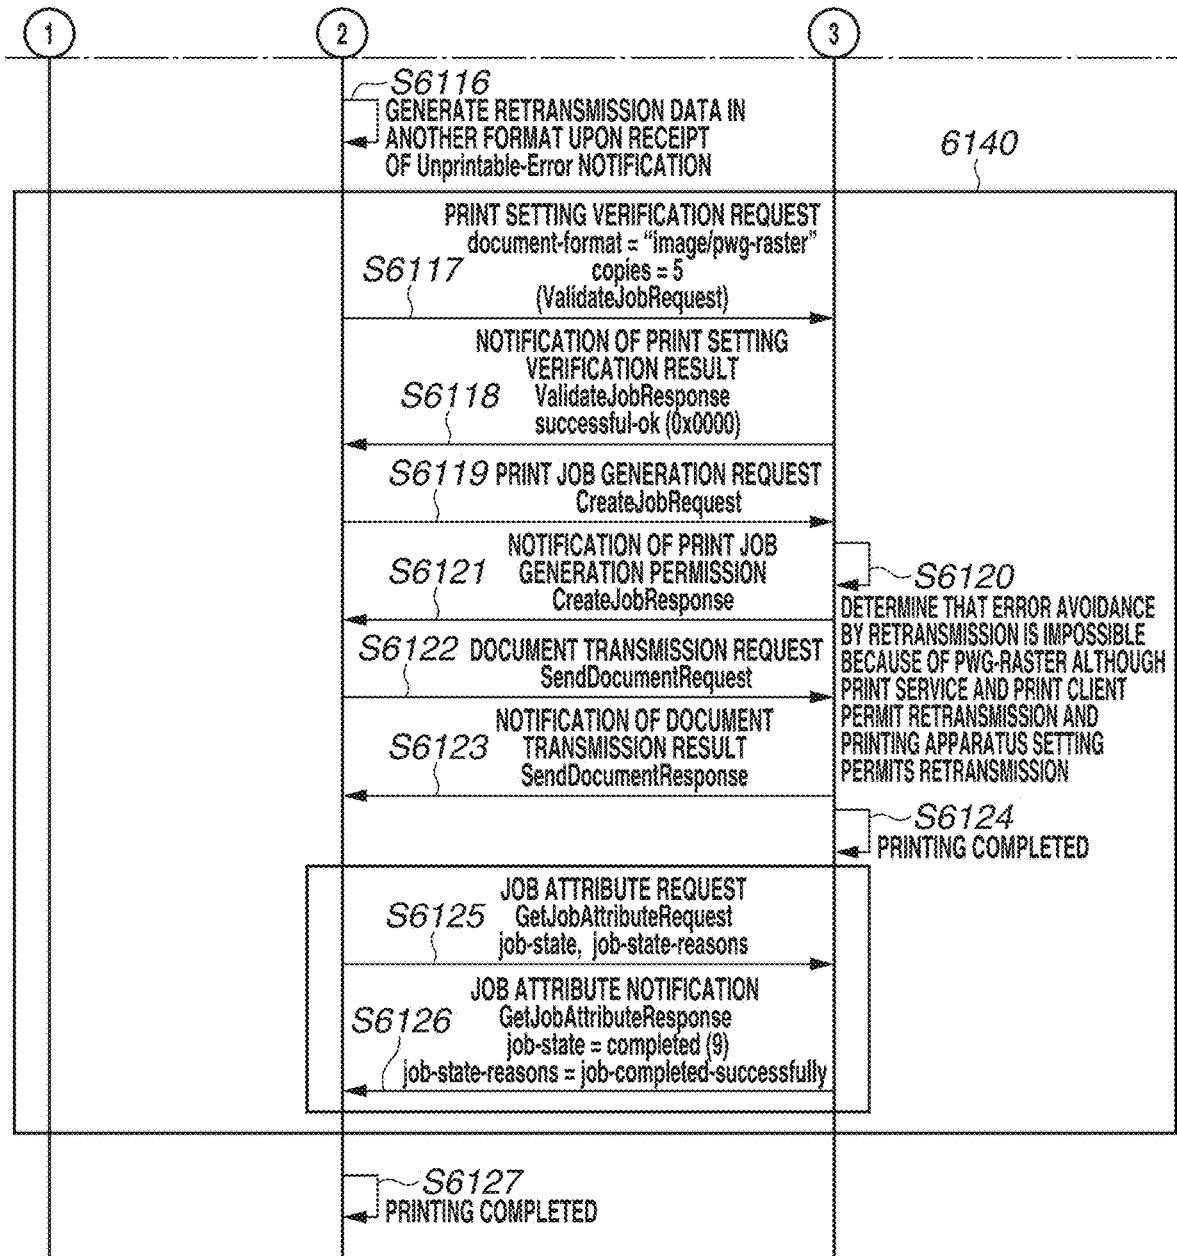 1
2
3
S6116
GENERATE RETRANSMISSION DATA IN
ANOTHER FORMAT UPON RECEIPT
OF Unprintable-Error NOTIFICATION
6140
PRINT SETTING VERIFICATION REQUEST
document-format = "image/pwg-raster"
copies = 5
(ValidateJobRequest)
S6117
NOTIFICATION OF PRINT SETTING
VERIFICATION RESULT
ValidateJobResponse
successful-ok (0x0000)
S6118
S6119
PRINT JOB GENERATION REQUEST
CreateJobRequest
NOTIFICATION OF PRINT JOB
GENERATION PERMISSION
CreateJobResponse
S6121
S6120
DETERMINE THAT ERROR AVOIDANCE
BY RETRANSMISSION IS IMPOSSIBLE
BECAUSE OF PWG-RASTER ALTHOUGH
PRINT SERVICE AND PRINT CLIENT
PERMIT RETRANSMISSION AND
PRINTING APPARATUS SETTING
PERMITS RETRANSMISSION
S6122
DOCUMENT TRANSMISSION REQUEST
SendDocumentRequest
NOTIFICATION OF DOCUMENT
TRANSMISSION RESULT
SendDocumentResponse
S6123
S6124
PRINTING COMPLETED
JOB ATTRIBUTE REQUEST
GetJobAttributeRequest
job-state, job-state-reasons
S6125
JOB ATTRIBUTE NOTIFICATION
GetJobAttributeResponse
job-state = completed (9)
job-state-reasons = job-completed-successfully
S6126
S6127
PRINTING COMPLETED